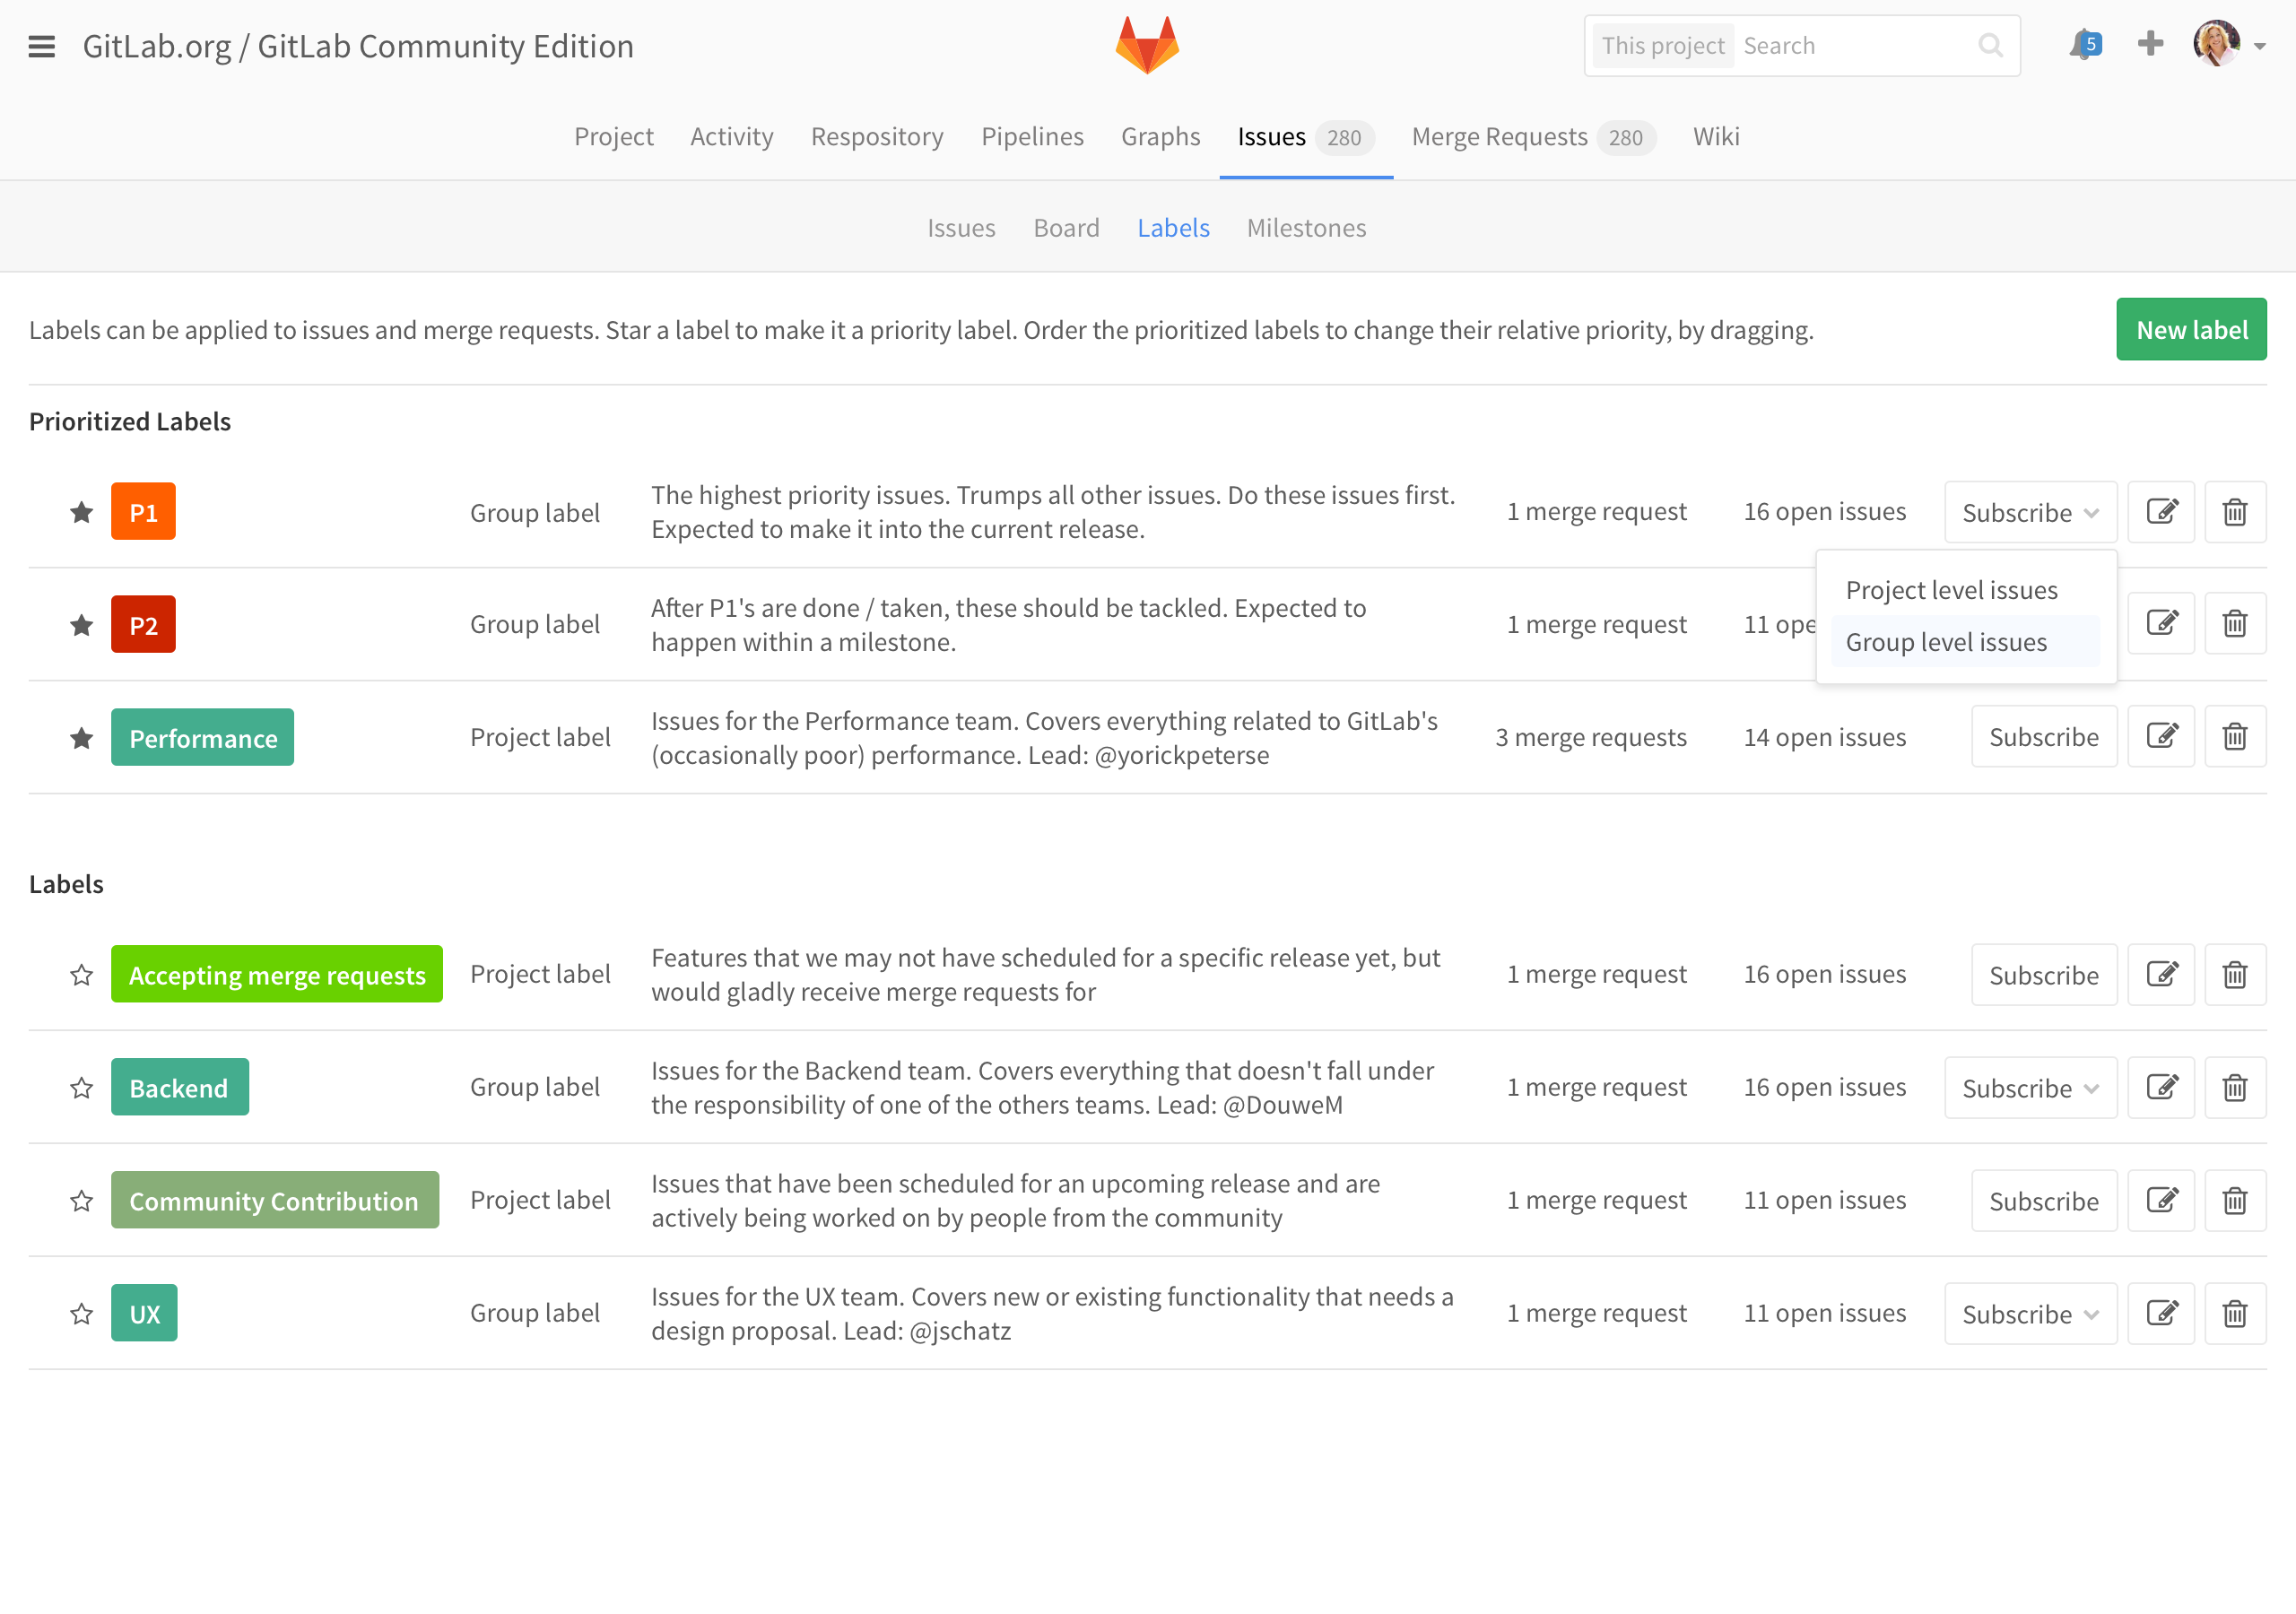 GitLab.org / GitLab Community Edition
This project Search
5
Project Activity Respository Pipelines Graphs Issues 280 Merge Requests 280 Wiki
Issues Board Labels Milestones
Labels can be applied to issues and merge requests. Star a label to make it a priority label. Order the prioritized labels to change their relative priority, by dragging.
New label
Prioritized Labels
P1
Group label
The highest priority issues. Trumps all other issues. Do these issues first.
Expected to make it into the current release.
1 merge request
16 open issues
Subscribe
Project level issues
Group level issues
P2
Group label
After P1's are done / taken, these should be tackled. Expected to
happen within a milestone.
1 merge request
11 ope
Performance
Project label
Issues for the Performance team. Covers everything related to GitLab's
(occasionally poor) performance. Lead: @yorickpeterse
3 merge requests
14 open issues
Subscribe
Labels
Accepting merge requests
Project label
Features that we may not have scheduled for a specific release yet, but
would gladly receive merge requests for
1 merge request
16 open issues
Subscribe
Backend
Group label
Issues for the Backend team. Covers everything that doesn't fall under
the responsibility of one of the others teams. Lead: @DouweM
1 merge request
16 open issues
Subscribe
Community Contribution
Project label
Issues that have been scheduled for an upcoming release and are
actively being worked on by people from the community
1 merge request
11 open issues
Subscribe
UX
Group label
Issues for the UX team. Covers new or existing functionality that needs a
design proposal. Lead: @jschatz
1 merge request
11 open issues
Subscribe